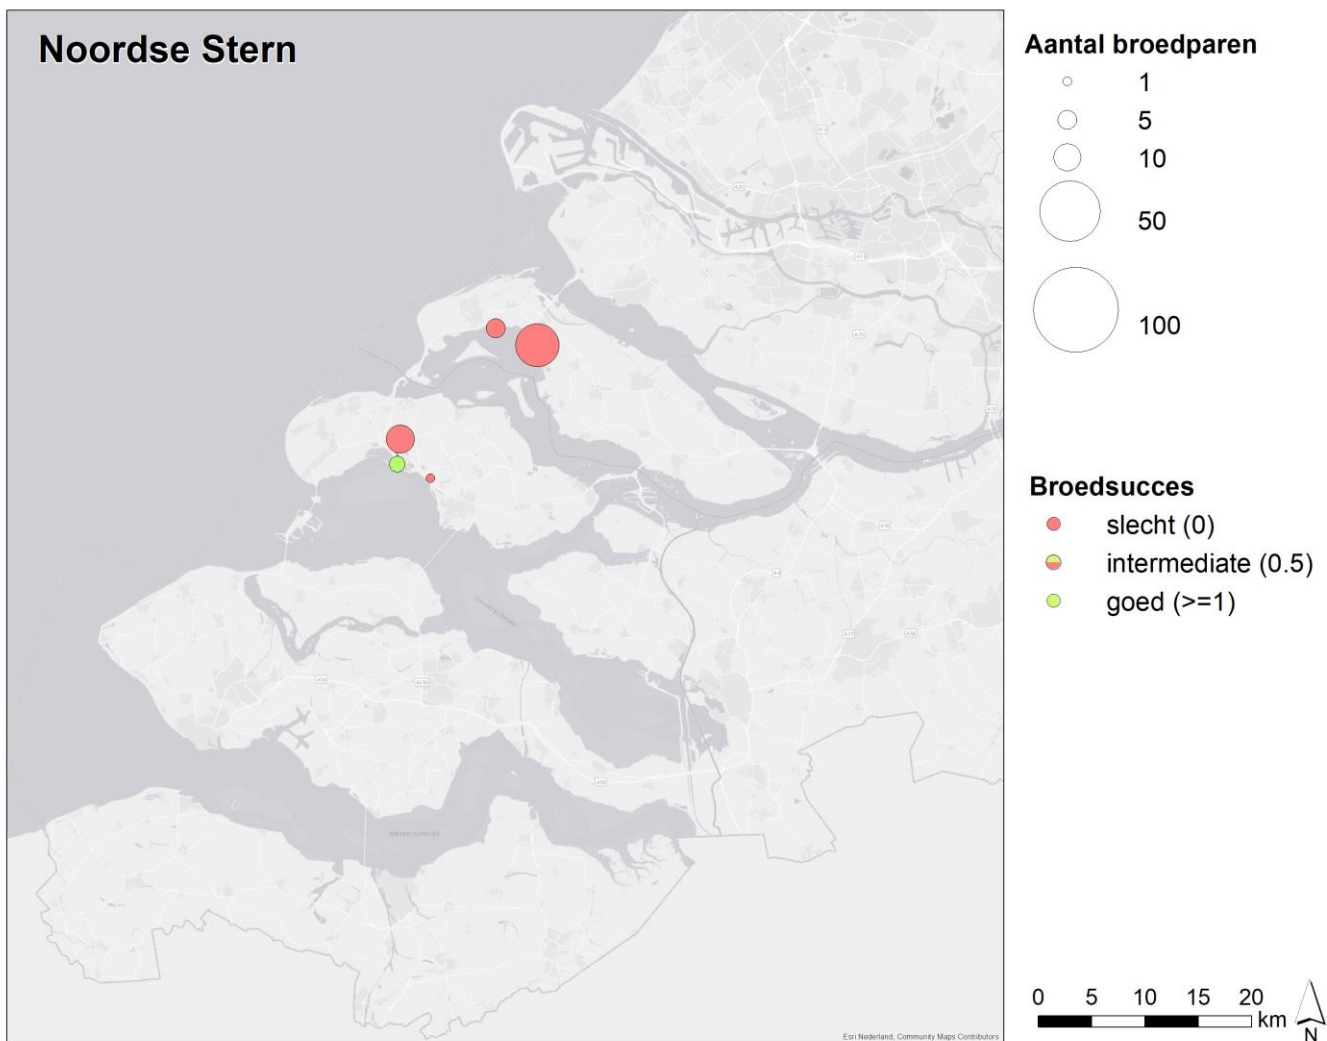 Noordse Stern
Aantal broedparen
1
5
10
50
100
Broedsucces
slecht (0)
intermediate (0.5)
goed (>=1)
Westerschelde
0 5 10 15 20
km
N
Esri Nederland, Community Maps Contributors